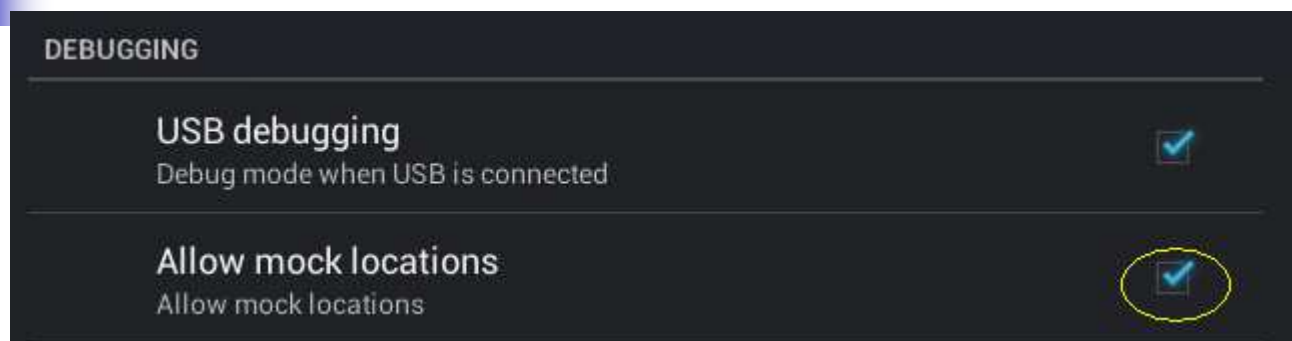 DEBUGGING
USB debugging
Debug mode when USB is connected
Allow mock locations
Allow mock locations